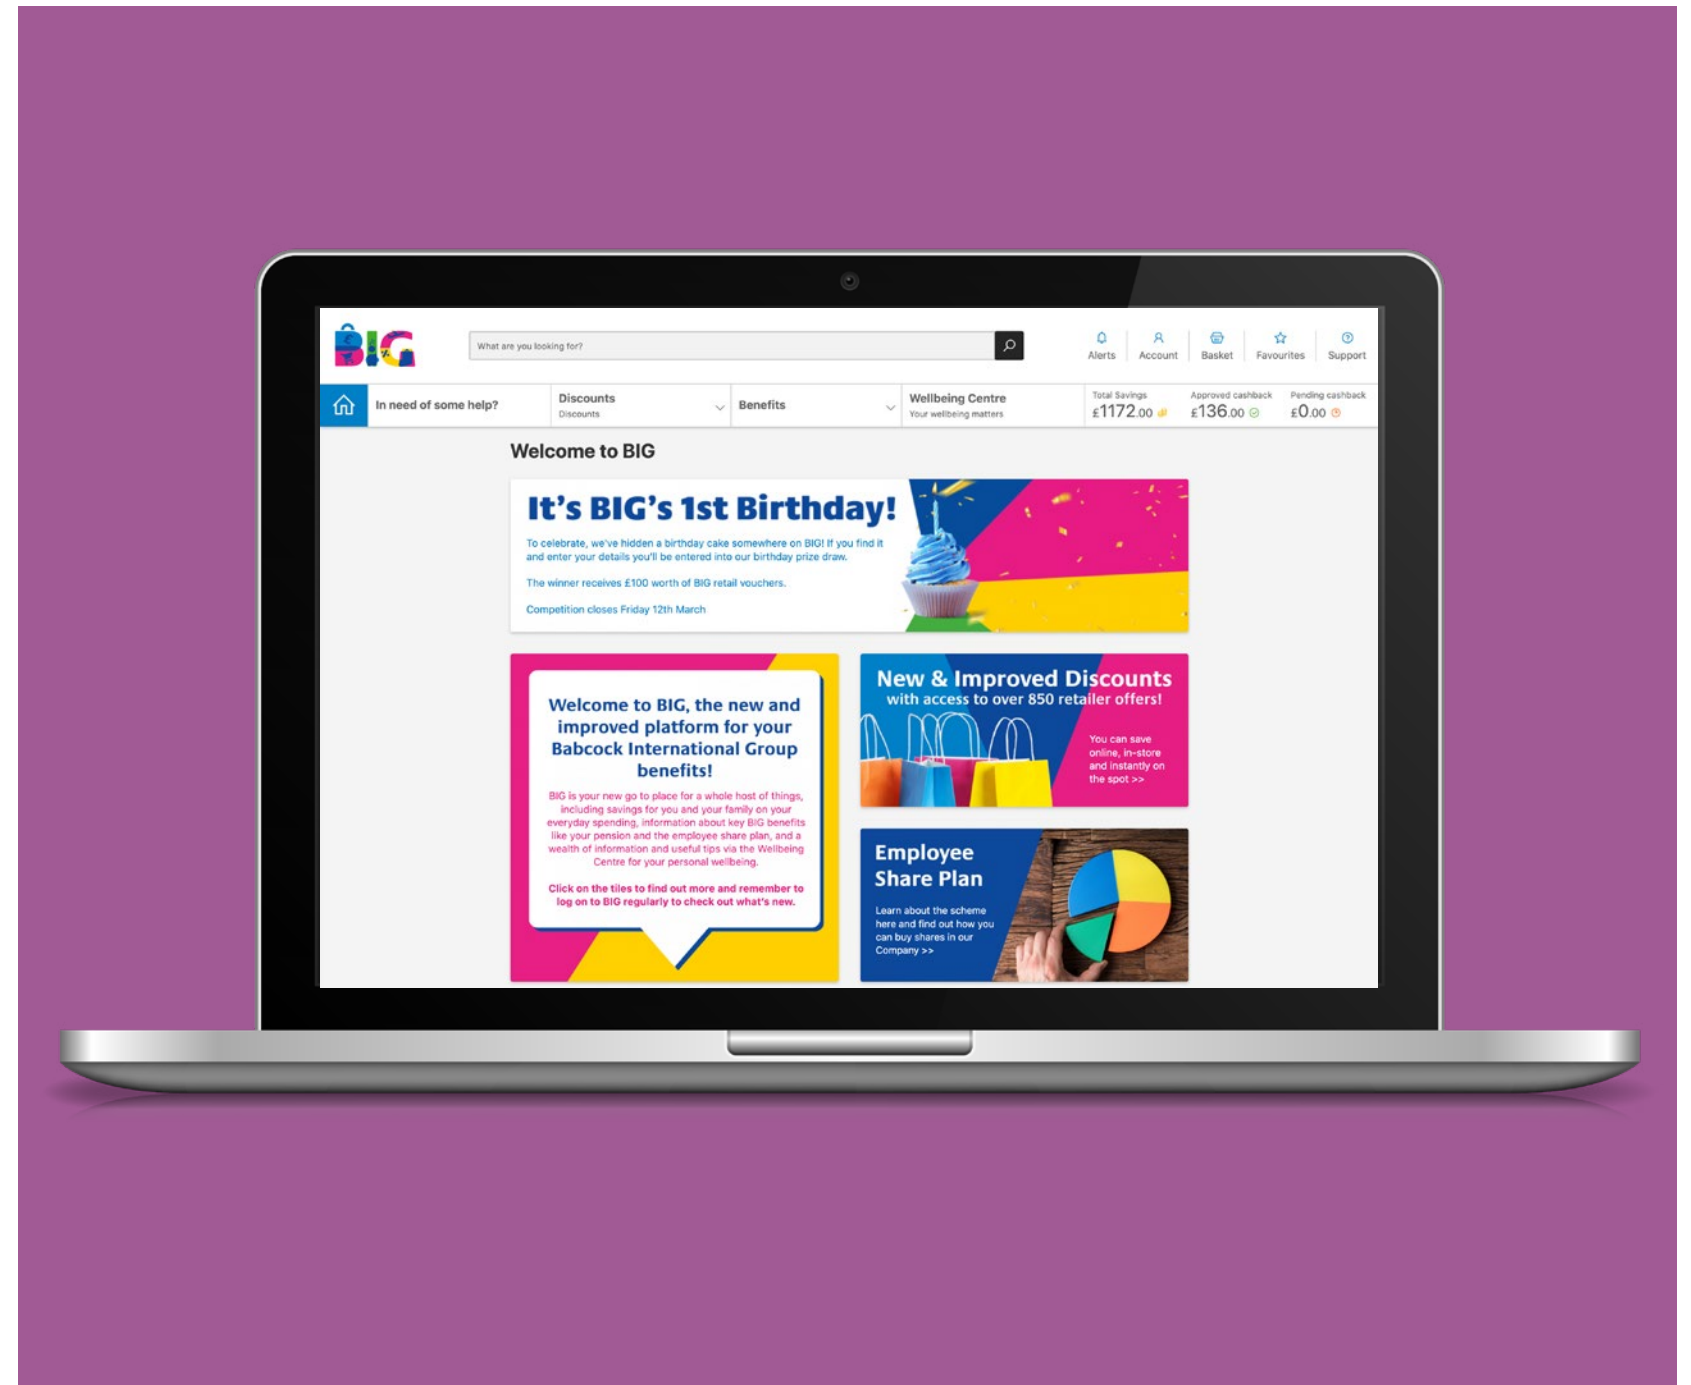 BIG
What are you looking for?
Alerts
Account
Basket
Favourites
Support
In need of some help?
Discounts
Discounts
Benefits
Wellbeing Centre
Your wellbeing matters
Total Savings
£1172.00
Approved cashback
£136.00
Pending cashback
£0.00
Welcome to BIG
It's BIG's 1st Birthday!
To celebrate, we've hidden a birthday cake somewhere on BIG! If you find it
and enter your details you'll be entered into our birthday prize draw.
The winner receives £100 worth of BIG retail vouchers.
Competition closes Friday 12th March
Welcome to BIG, the new and
improved platform for your
Babcock International Group
benefits!
BIG is your new go to place for a whole host of things,
including savings for you and your family on your
everyday spending, information about key BIG benefits
like your pension and the employee share plan, and a
wealth of information and useful tips via the Wellbeing
Centre for your personal wellbeing.
Click on the tiles to find out more and remember to
log on to BIG regularly to check out what's new.
New & Improved Discounts
with access to over 850 retailer offers!
You can save
online, in-store
and instantly on
the spot >>
Employee
Share Plan
Learn about the scheme
here and find out how you
can buy shares in our
Company >>